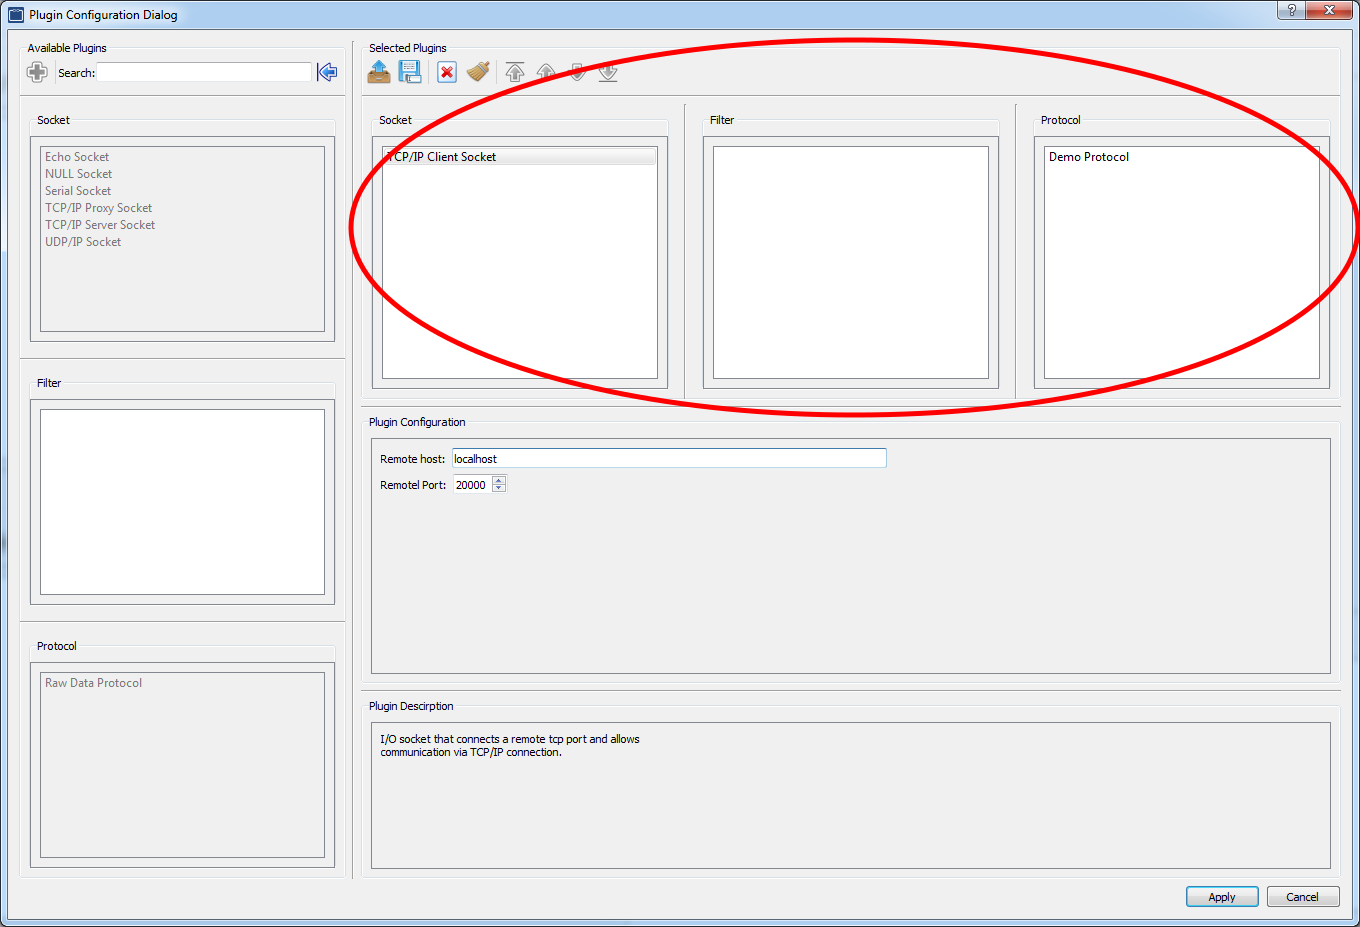 Plugin Configuration Dialog
?
Available Plugins
Search:
Socket
Echo Socket
NULL Socket
Serial Socket
TCP/IP Proxy Socket
TCP/IP Server Socket
UDP/IP Socket
Filter
Protocol
Raw Data Protocol
Selected Plugins
Socket
TCP/IP Client Socket
Filter
Protocol
Demo Protocol
Plugin Configuration
Remote host: localhost
Remotel Port: 20000
Plugin Descirption
I/O socket that connects a remote tcp port and allows
communication via TCP/IP connection.
Apply
Cancel